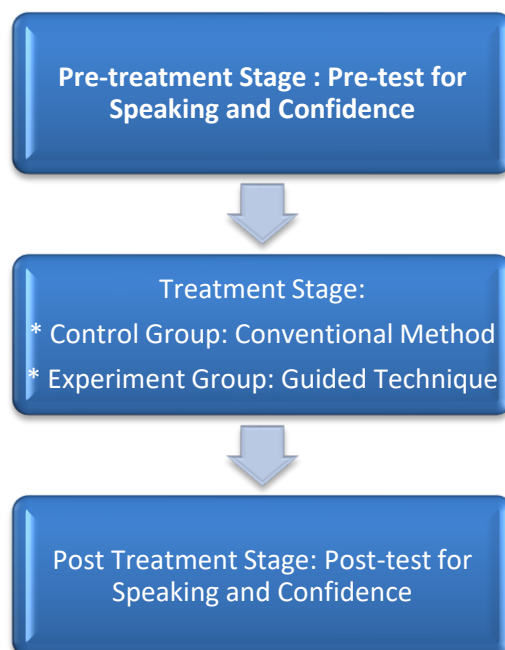 Pre-treatment Stage : Pre-test for
Speaking and Confidence
Treatment Stage:
* Control Group: Conventional Method
* Experiment Group: Guided Technique
Post Treatment Stage: Post-test for
Speaking and Confidence